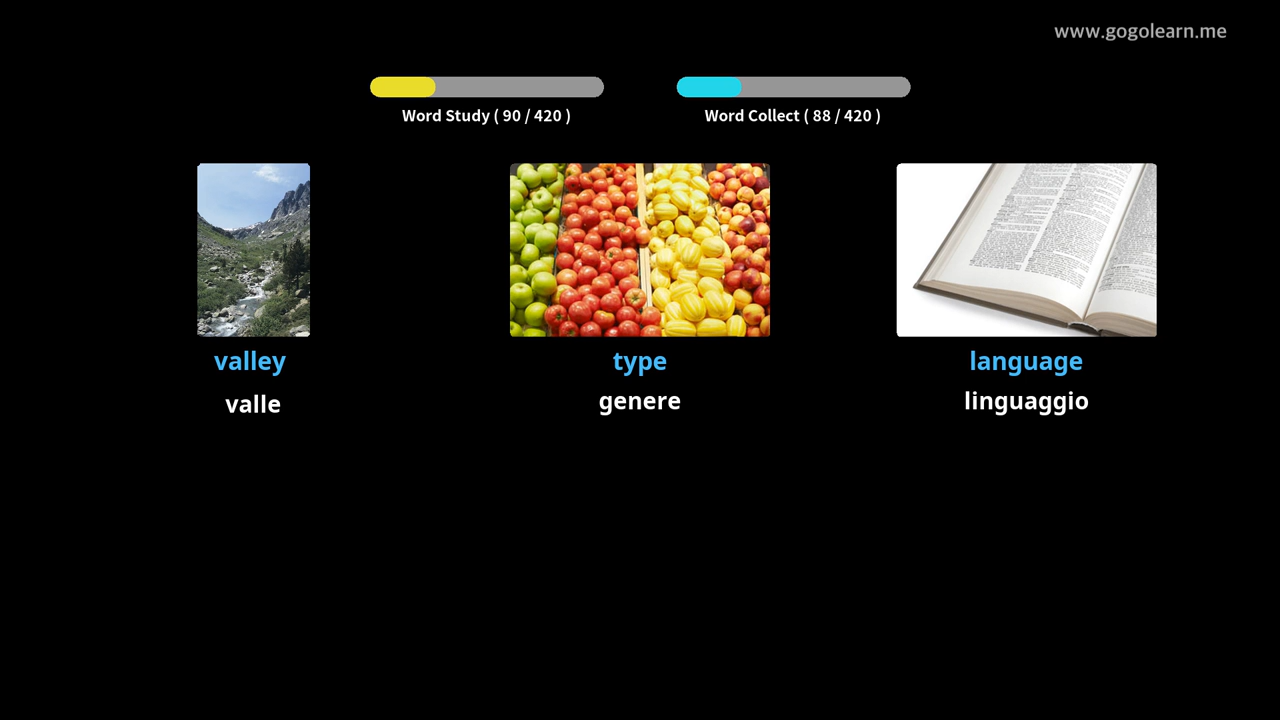 www.gogolearn.me
Word Study ( 90 / 420 )
Word Collect ( 88 / 420 )
valley
type
language
valle
genere
linguaggio